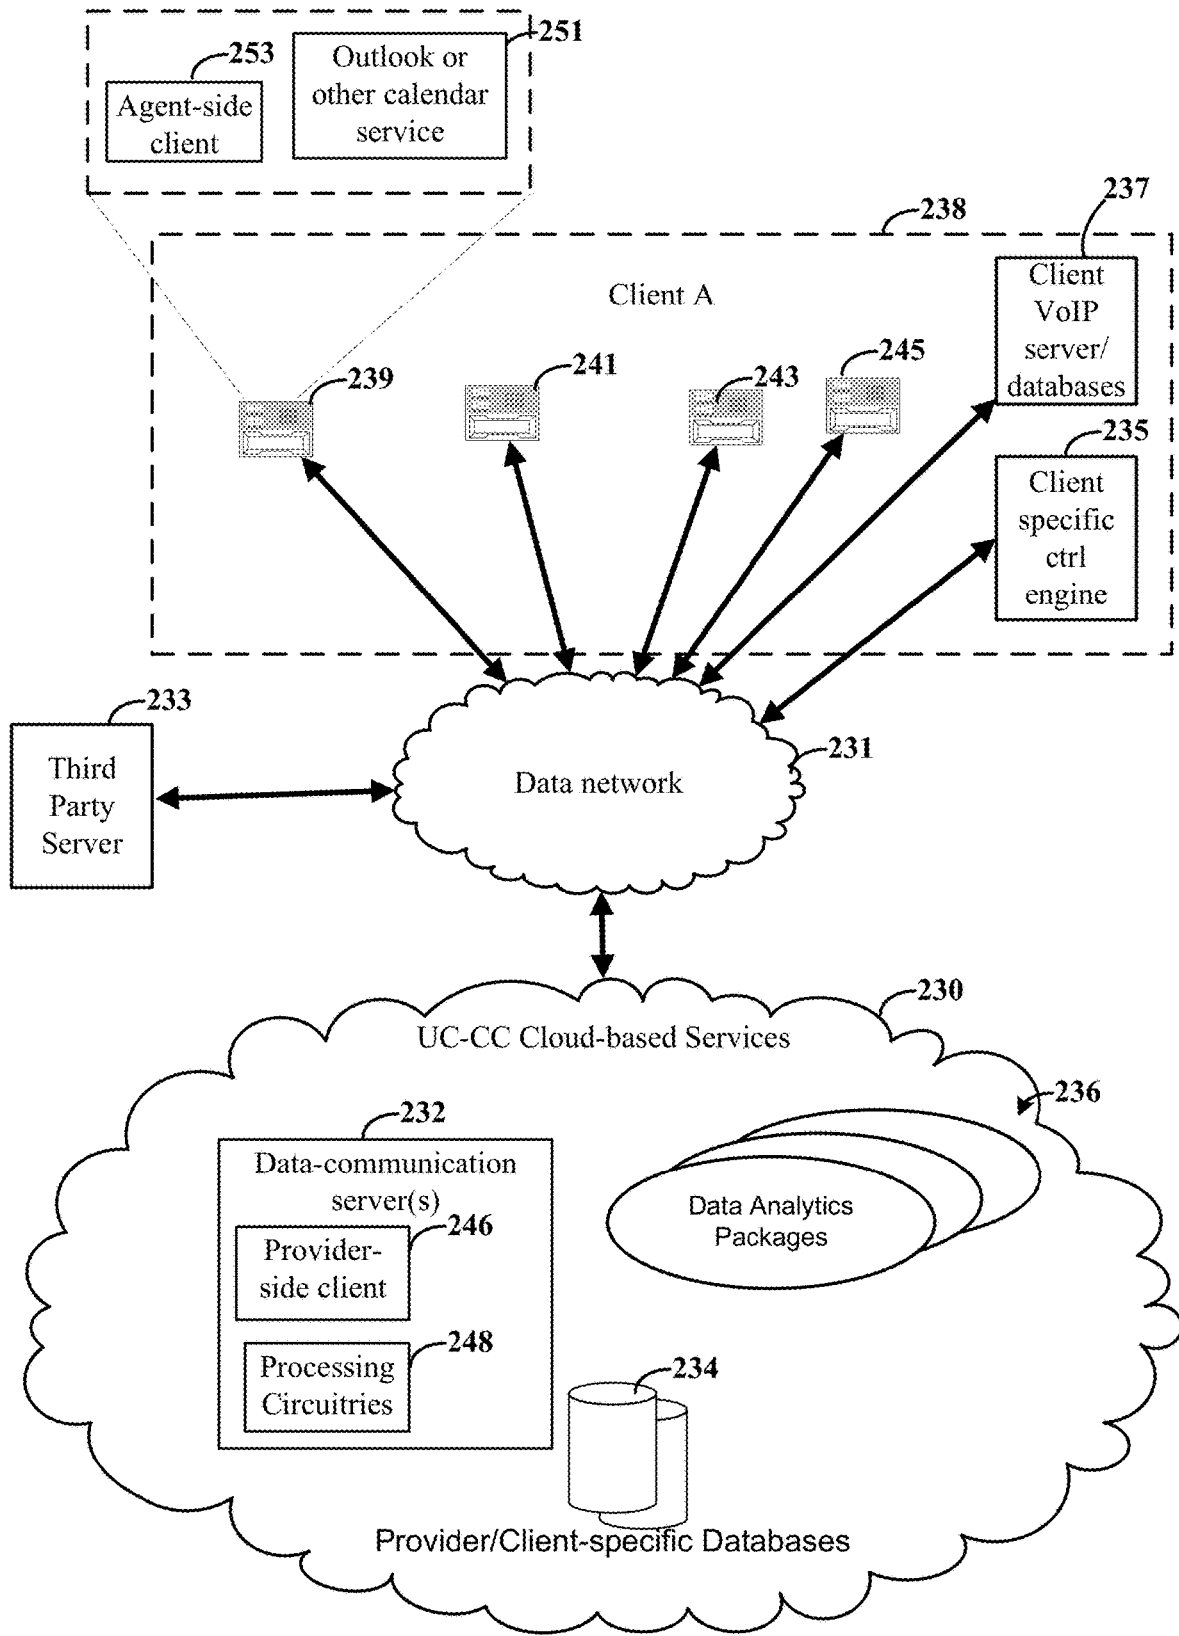 253
Agent-side
client
251
Outlook or
other calendar
service
238
237
Client A
Client
VoIP
server/
databases
239
241
243
245
235
Client
specific
ctrl
engine
233
Third
Party
Server
231
Data network
230
UC-CC Cloud-based Services
236
232
Data-communication
server(s)
246
Provider-
side client
Data Analytics
Packages
248
Processing
Circuitries
234
Provider/Client-specific Databases